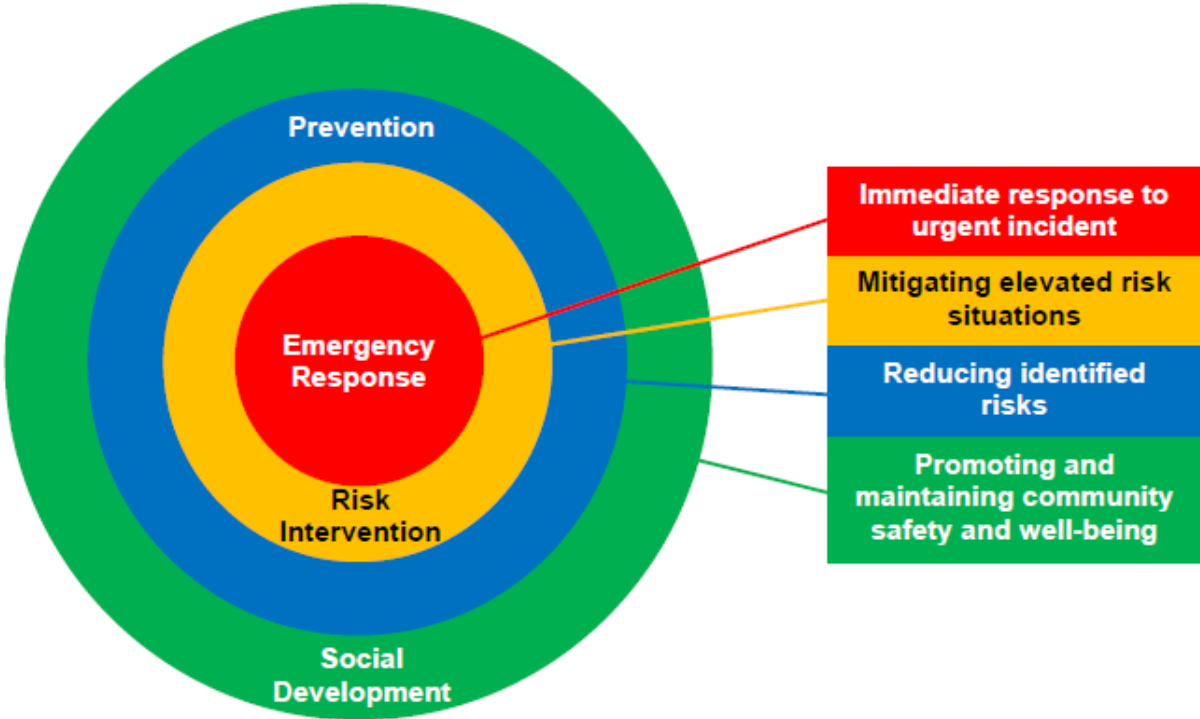 Prevention
Emergency
Response
Risk
Intervention
Social
Development
Immediate response to
urgent incident
Mitigating elevated risk
situations
Reducing identified
risks
Promoting and
maintaining community
safety and well-being